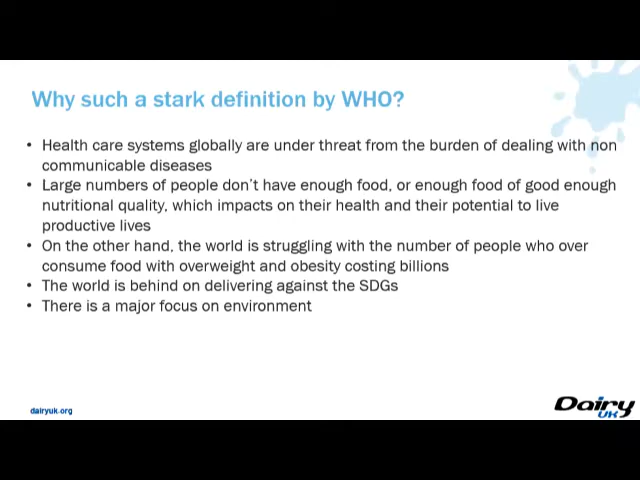 Why such a stark definition by WHO?
• Health care systems globally are under threat from the burden of dealing with non
communicable diseases
• Large numbers of people don't have enough food, or enough food of good enough
nutritional quality, which impacts on their health and their potential to live
productive lives
• On the other hand, the world is struggling with the number of people who over
consume food with overweight and obesity costing billions
• The world is behind on delivering against the SDGs
• There is a major focus on environment
dairyuk.org
Dairy
UK